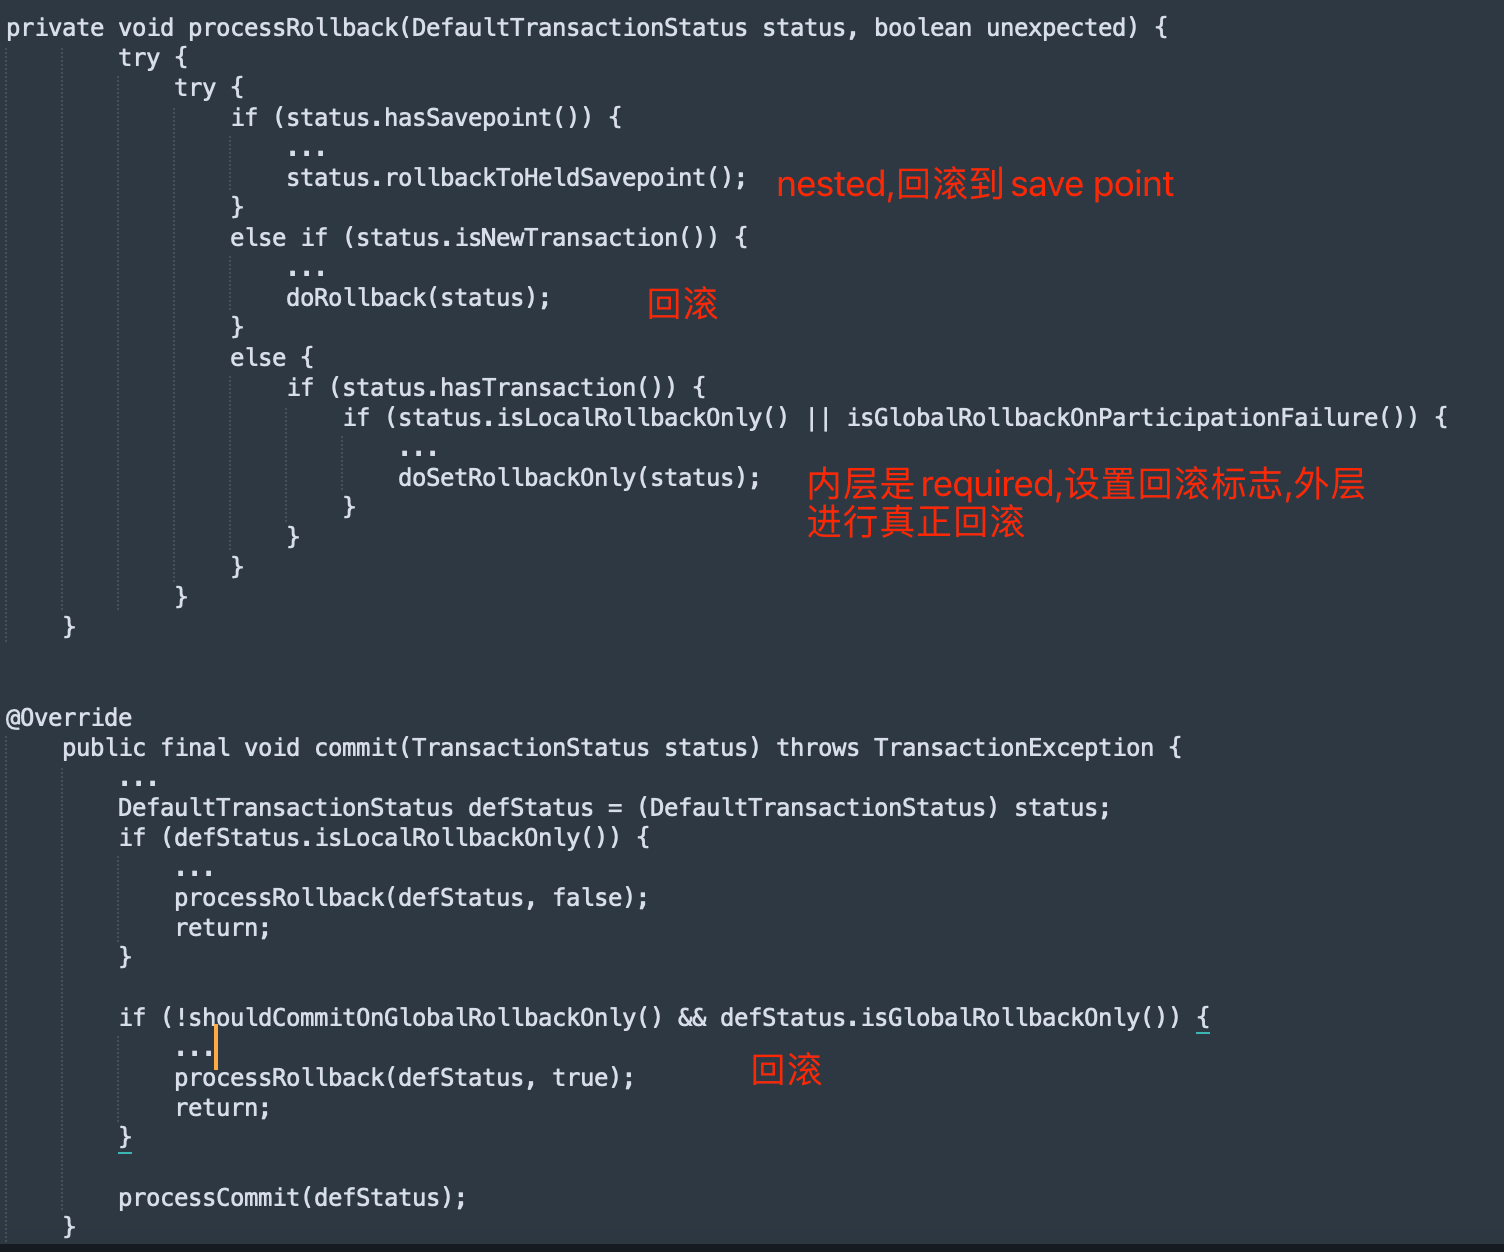 private void processRollback(DefaultTransactionStatus status, boolean unexpected) {
try {
try {
if (status.hasSavepoint()) {
...
status.rollbackToHeldSavepoint(); nested,回滚到 save point
}
else if (status.isNewTransaction()) {
...
doRollback(status); 回滚
}
else {
if (status.hasTransaction()) {
if (status.isLocalRollbackOnly() || isGlobalRollbackOnParticipationFailure()) {
...
doSetRollbackOnly(status); 内层是 required,设置回滚标志,外层
} 进行真正回滚
}
}
}
}
@Override
public final void commit(TransactionStatus status) throws TransactionException {
...
DefaultTransactionStatus defStatus = (DefaultTransactionStatus) status;
if (defStatus.isLocalRollbackOnly()) {
...
processRollback(defStatus, false);
return;
}
if (!shouldCommitOnGlobalRollbackOnly() && defStatus.isGlobalRollbackOnly()) {
...
processRollback(defStatus, true); 回滚
return;
}
processCommit(defStatus);
}